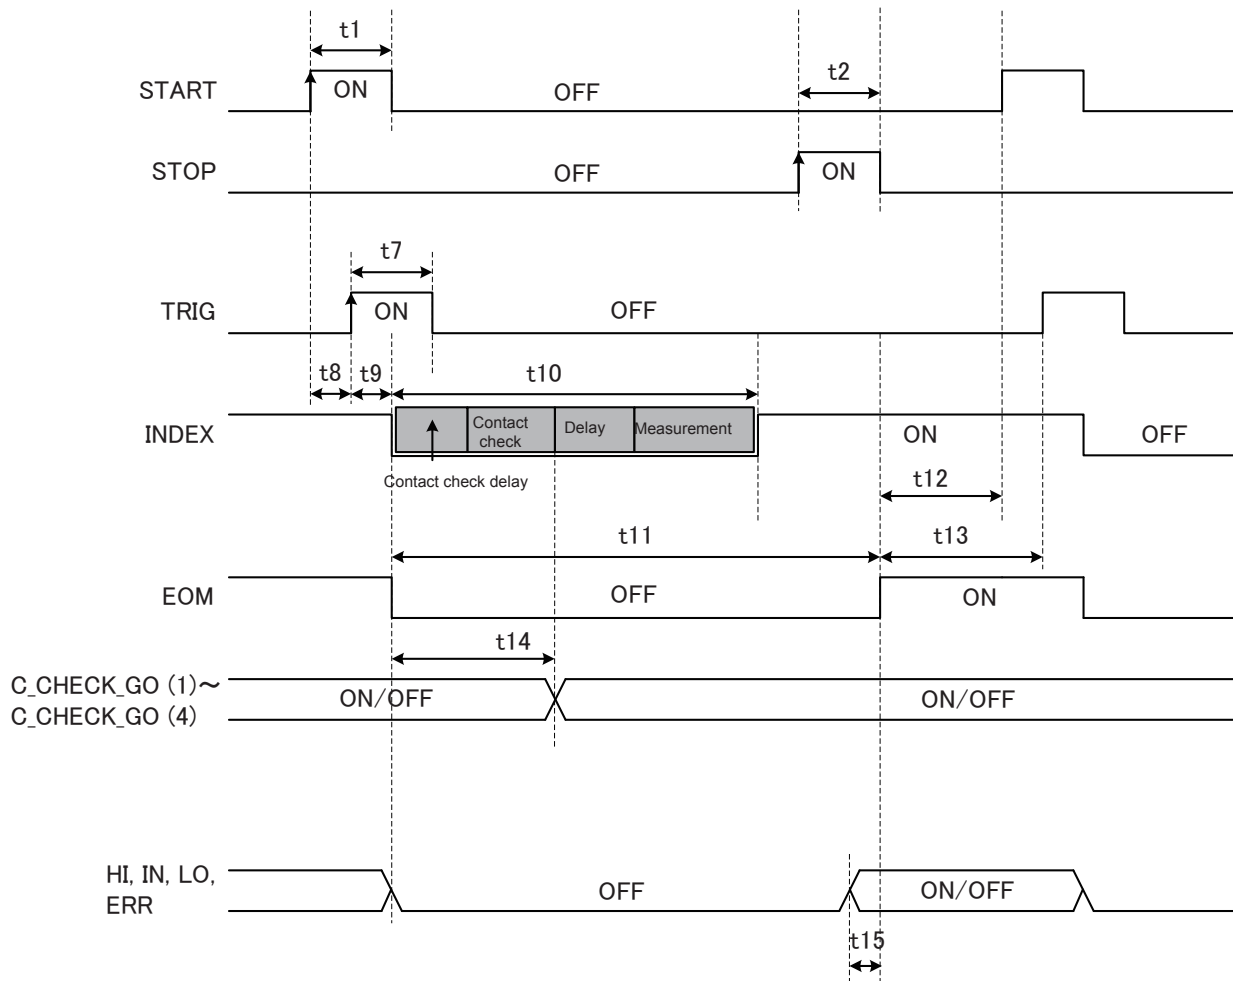 t1
START
ON
OFF
t2
STOP
OFF
ON
t7
TRIG
ON
OFF
t8
t9
t10
INDEX
Contact
check
Delay
Measurement
ON
OFF
Contact check delay
t12
t11
t13
EOM
OFF
ON
t14
C_CHECK_GO (1)～
C_CHECK_GO (4)
ON/OFF
ON/OFF
HI, IN, LO,
ERR
OFF
ON/OFF
t15